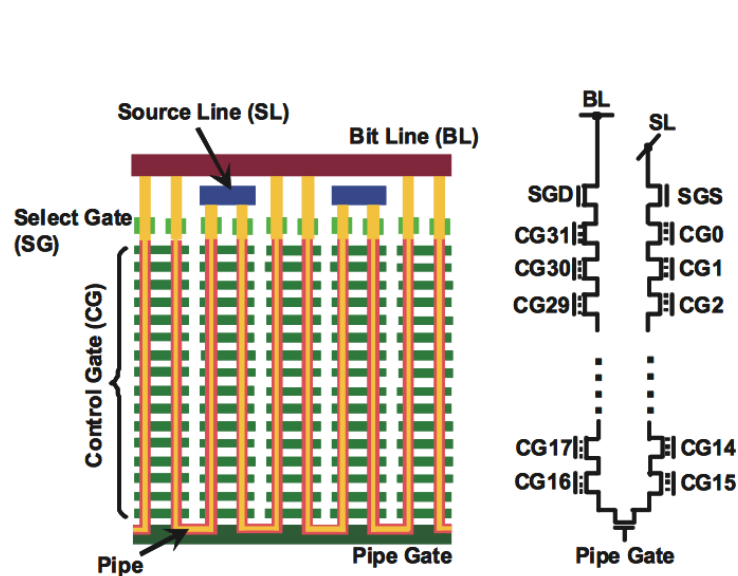 Source Line (SL)
Bit Line (BL)
Select Gate
(SG)
Control Gate (CG)
Pipe
Pipe Gate
BL
SL
SGD
SGS
CG31
CG0
CG30
CG1
CG29
CG2
CG17
CG14
CG16
CG15
Pipe Gate